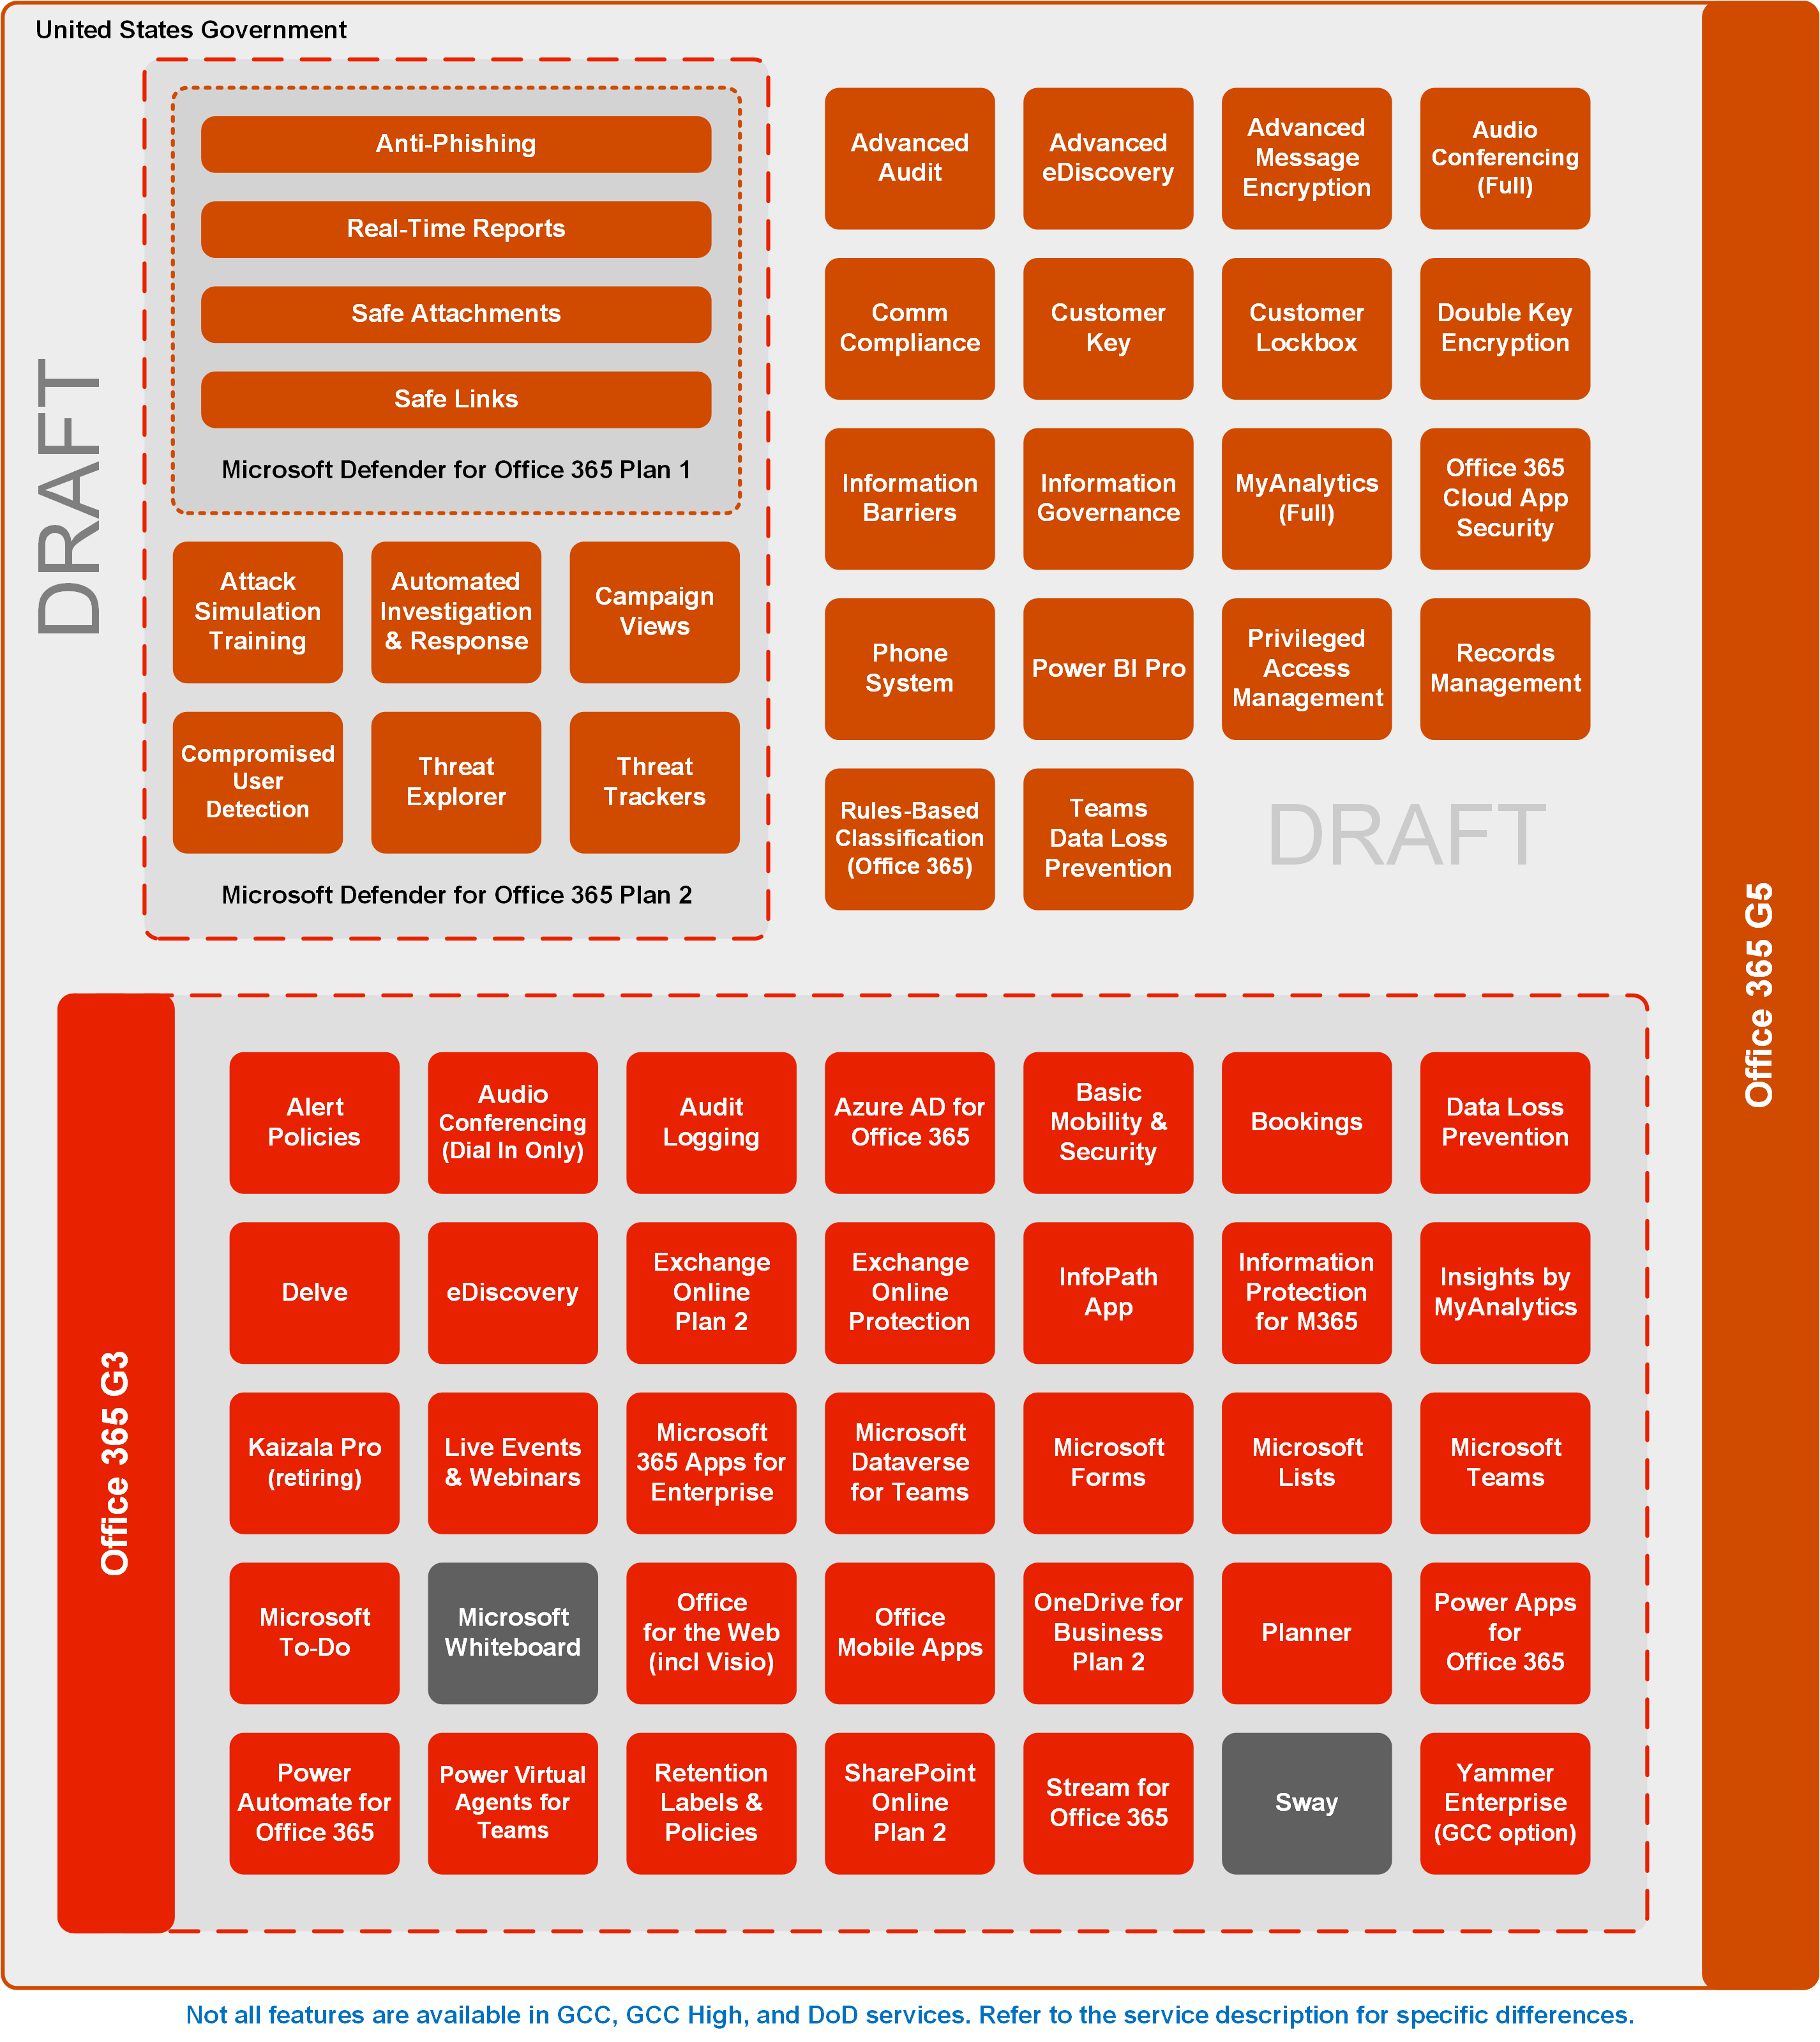 United States Government
Anti-Phishing
Real-Time Reports
Safe Attachments
Safe Links
Microsoft Defender for Office 365 Plan 1
Attack
Simulation
Training
Automated
Investigation
& Response
Campaign
Views
Compromised
User
Detection
Threat
Explorer
Threat
Trackers
Microsoft Defender for Office 365 Plan 2
DRAFT
Advanced
Audit
Advanced
eDiscovery
Advanced
Message
Encryption
Audio
Conferencing
(Full)
Comm
Compliance
Customer
Key
Customer
Lockbox
Double Key
Encryption
Information
Barriers
Information
Governance
MyAnalytics
(Full)
Office 365
Cloud App
Security
Phone
System
Power BI Pro
Privileged
Access
Management
Records
Management
Rules-Based
Classification
(Office 365)
Teams
Data Loss
Prevention
DRAFT
Office 365 G5
Office 365 G3
Alert
Policies
Audio
Conferencing
(Dial In Only)
Audit
Logging
Azure AD for
Office 365
Basic
Mobility &
Security
Bookings
Data Loss
Prevention
Delve
eDiscovery
Exchange
Online
Plan 2
Exchange
Online
Protection
InfoPath
App
Information
Protection
for M365
Insights by
MyAnalytics
Kaizala Pro
(retiring)
Live Events
& Webinars
Microsoft
365 Apps for
Enterprise
Microsoft
Dataverse
for Teams
Microsoft
Forms
Microsoft
Lists
Microsoft
Teams
Microsoft
To-Do
Microsoft
Whiteboard
Office
for the Web
(incl Visio)
Office
Mobile Apps
OneDrive for
Business
Plan 2
Planner
Power Apps
for
Office 365
Power
Automate for
Office 365
Power Virtual
Agents for
Teams
Retention
Labels &
Policies
SharePoint
Online
Plan 2
Stream for
Office 365
Sway
Yammer
Enterprise
(GCC option)
Not all features are available in GCC, GCC High, and DoD services. Refer to the service description for specific differences.